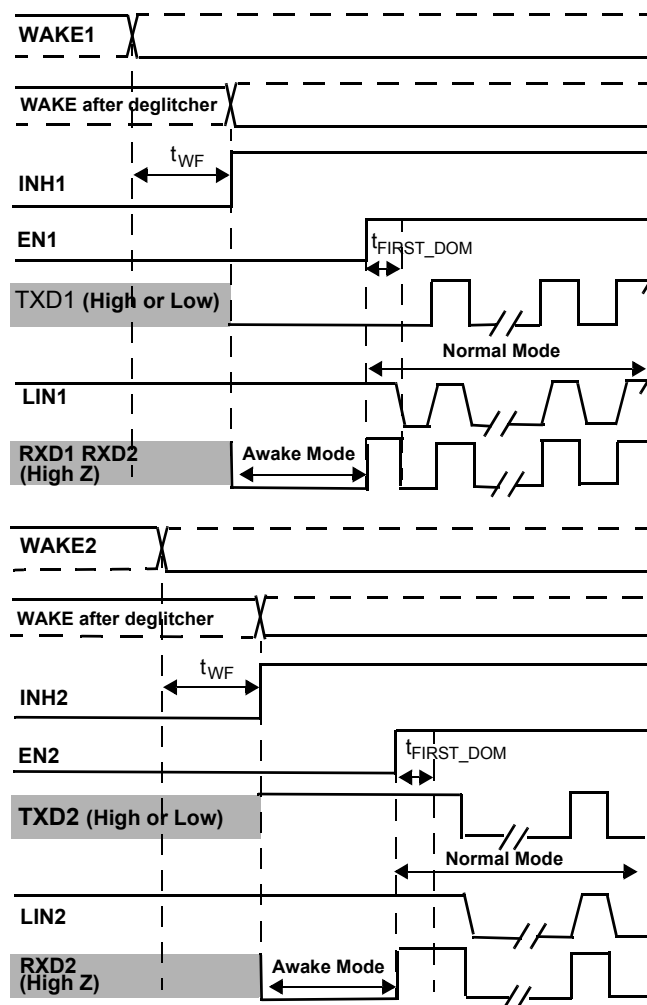 WAKE1
WAKE after deglitcher
tWF
INH1
EN1
tFIRST_DOM
TXD1 (High or Low)
Normal Mode
LIN1
RXD1 RXD2
(High Z)
Awake Mode
WAKE2
WAKE after deglitcher
tWF
INH2
EN2
tFIRST_DOM
TXD2 (High or Low)
Normal Mode
LIN2
RXD2
(High Z)
Awake Mode